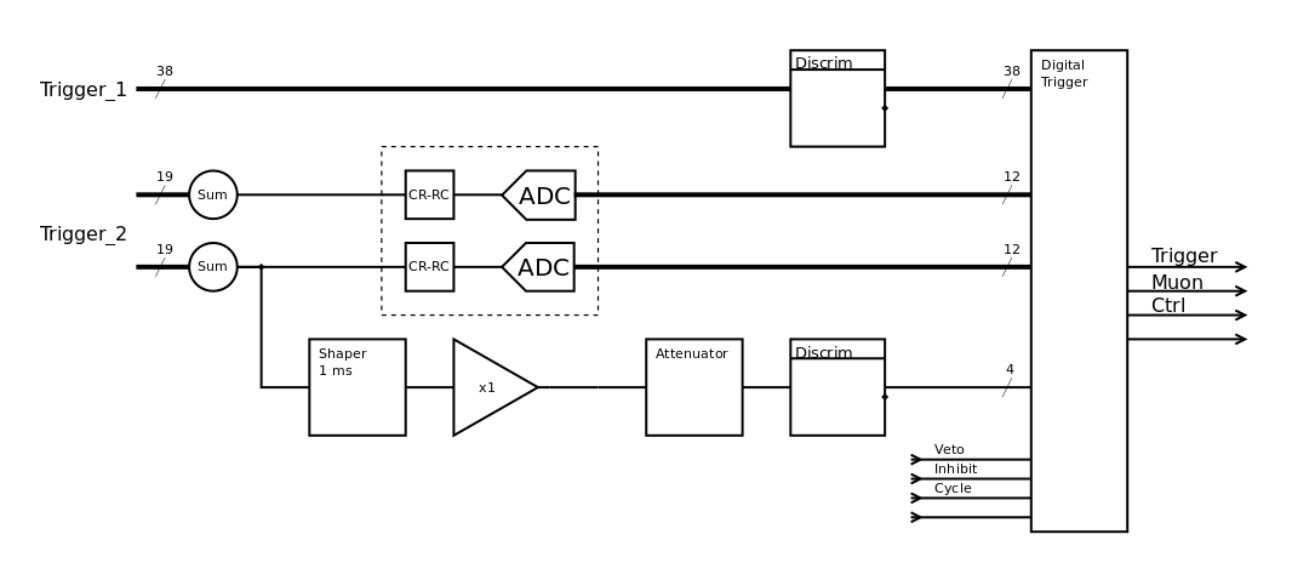 38
Trigger_1
Discrim
38
Digital
Trigger
19
Sum
CR-RC
ADC
12
Trigger_2
19
Sum
CR-RC
ADC
12
Trigger
Muon
Ctrl
Shaper
1 ms
x1
Attenuator
Discrim
4
Veto
Inhibit
Cycle